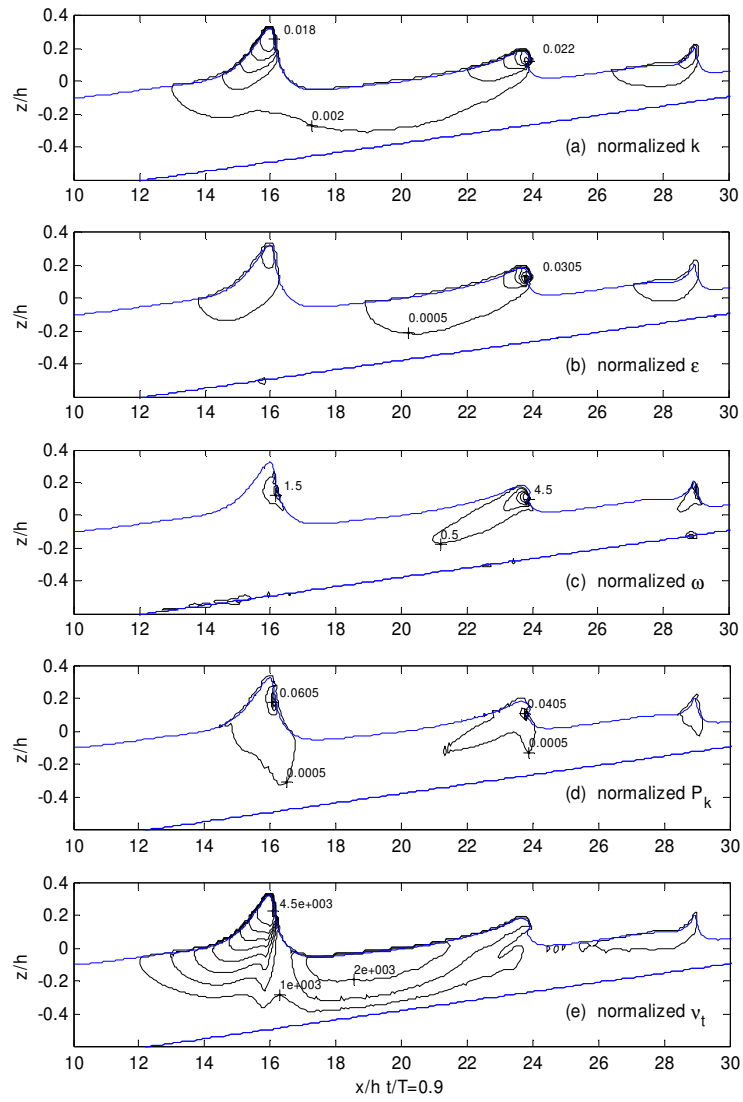 0.4
0.2
0
-0.2
-0.4
z/h
0.018
0.022
0.002
(a) normalized k
10 12 14 16 18 20 22 24 26 28 30
0.4
0.2
0
-0.2
-0.4
z/h
0.0305
0.0005
(b) normalized ε
10 12 14 16 18 20 22 24 26 28 30
0.4
0.2
0
-0.2
-0.4
z/h
1.5
4.5
0.5
(c) normalized ω
10 12 14 16 18 20 22 24 26 28 30
0.4
0.2
0
-0.2
-0.4
z/h
0.0605
0.0405
0.0005
0.0005
(d) normalized P_k
10 12 14 16 18 20 22 24 26 28 30
0.4
0.2
0
-0.2
-0.4
z/h
4.5e+003
2e+003
1e+003
(e) normalized ν_t
10 12 14 16 18 20 22 24 26 28 30
x/h t/T=0.9